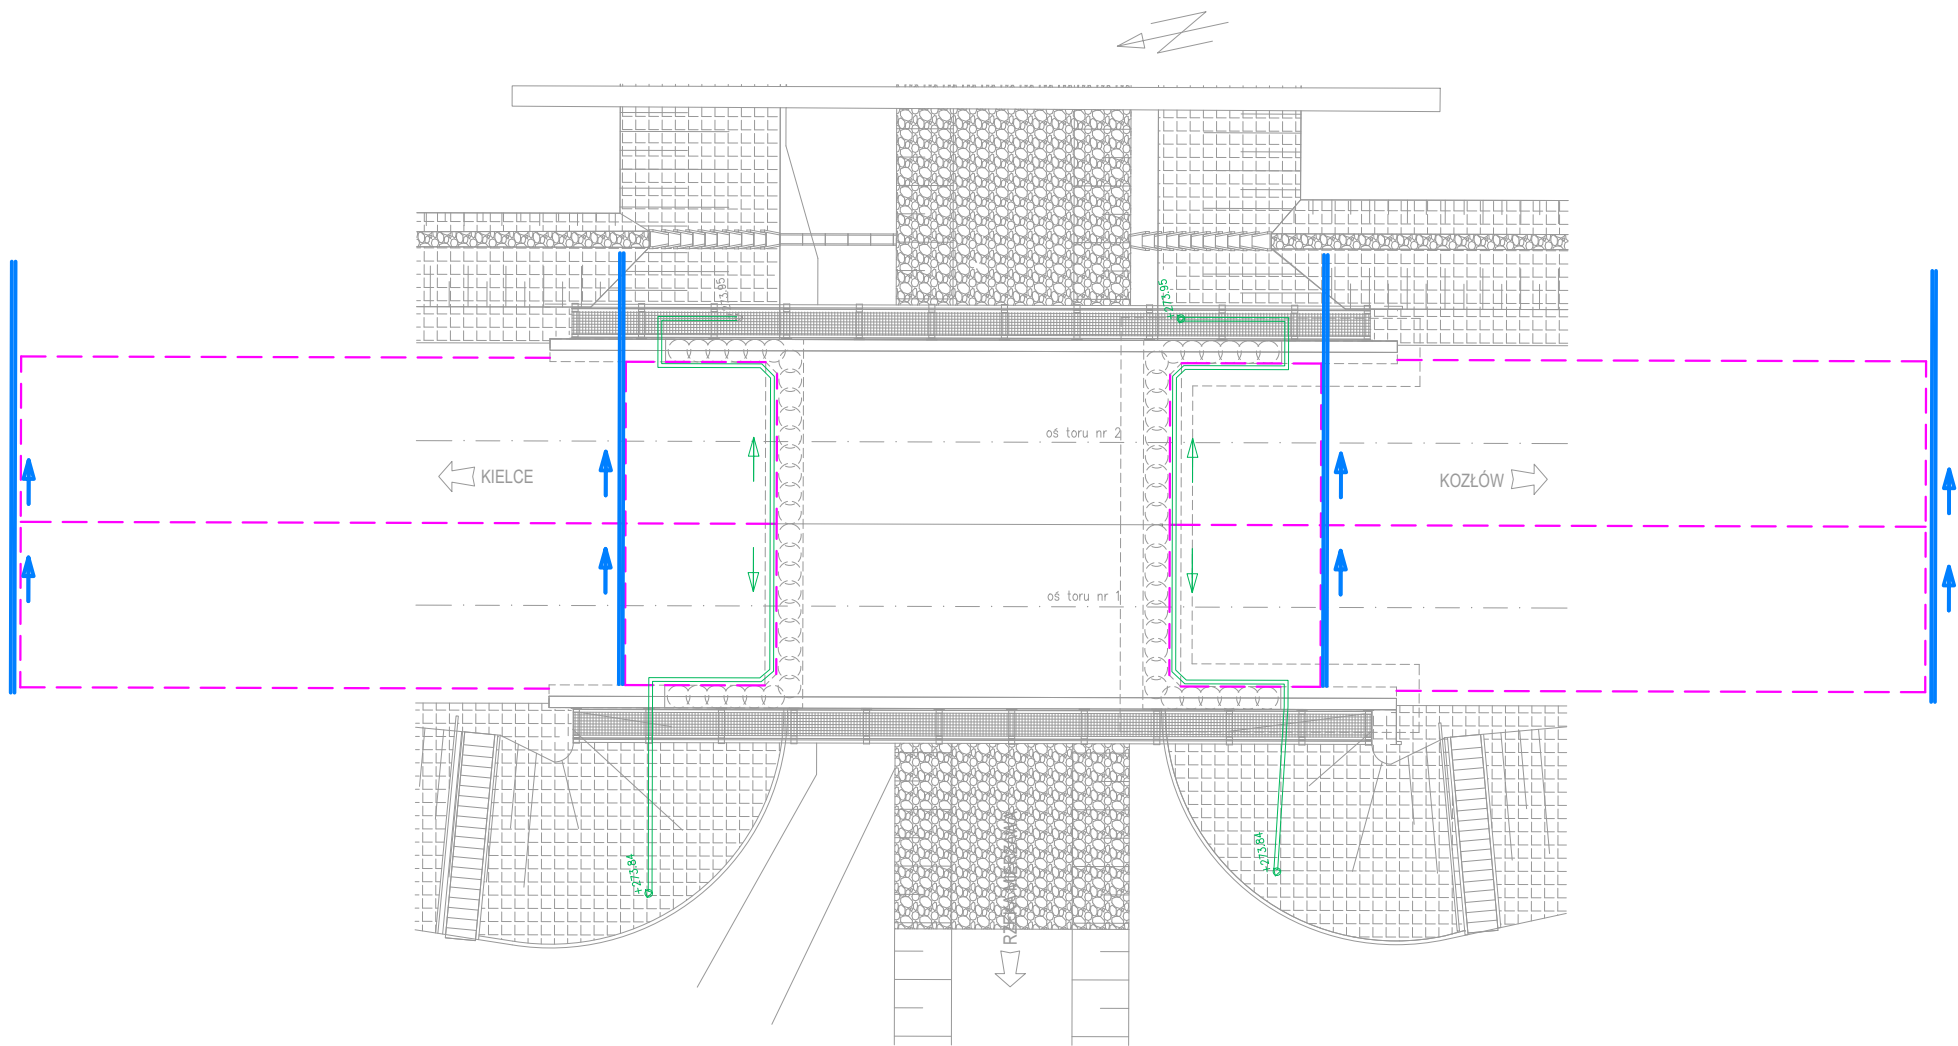 +273.95
+273.95
oś toru nr 2
KIELCE
KOZŁÓW
oś toru nr 1
+273.84
+273.84
RZEKA MIERZAWA